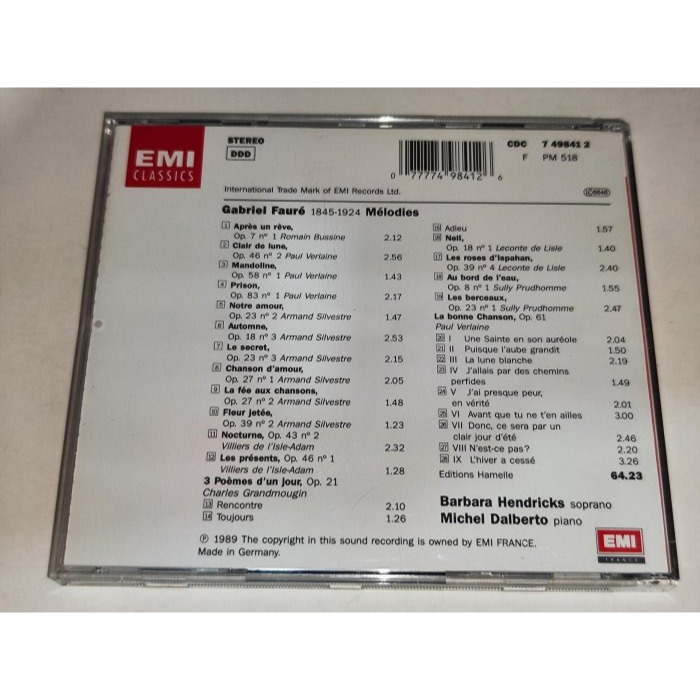 EMI
CLASSICS
STEREO
DDD
0 77774 98412 6
CDC 7 49841 2
F PM 518
International Trade Mark of EMI Records Ltd.
Gabriel Fauré 1845-1924 Mélodies
1 Après un rêve,
Op. 7 nº 1 Romain Bussine 2.12
2 Clair de lune,
Op. 46 nº 2 Paul Verlaine 2.56
3 Mandoline,
Op. 58 nº 1 Paul Verlaine 1.43
4 Prison,
Op. 83 nº 1 Paul Verlaine 2.17
5 Notre amour,
Op. 23 nº 2 Armand Silvestre 1.47
6 Automne,
Op. 18 nº 3 Armand Silvestre 2.53
7 Le secret,
Op. 23 nº 3 Armand Silvestre 2.15
8 Chanson d'amour,
Op. 27 nº 1 Armand Silvestre 2.05
9 La fée aux chansons,
Op. 27 nº 2 Armand Silvestre 1.48
10 Fleur jetée,
Op. 39 nº 2 Armand Silvestre 1.23
11 Nocturne, Op. 43 nº 2
Villiers de l'Isle-Adam 2.32
12 Les présents, Op. 46 nº 1
Villiers de l'Isle-Adam 1.28
3 Poèmes d'un jour, Op. 21
Charles Grandmougin
13 Rencontre 2.10
14 Toujours 1.26
15 Adieu 1.57
16 Nell,
Op. 18 nº 1 Leconte de Lisle 1.40
17 Les roses d'Ispahan,
Op. 39 nº 4 Leconte de Lisle 2.40
18 Au bord de l'eau,
Op. 8 nº 1 Sully Prudhomme 1.55
19 Les berceaux,
Op. 23 nº 1 Sully Prudhomme 2.47
La bonne Chanson, Op. 61
Paul Verlaine
20 I Une Sainte en son auréole 2.04
21 II Puisque l'aube grandit 1.50
22 III La lune blanche 2.19
23 IV J'allais par des chemins
perfides 1.49
24 V J'ai presque peur,
en vérité 2.01
25 VI Avant que tu ne t'en ailles 3.00
26 VII Donc, ce sera par un
clair jour d'été 2.46
27 VIII N'est-ce pas? 2.20
28 IX L'hiver a cessé 3.26
Editions Hamelle 64.23
Barbara Hendricks soprano
Michel Dalberto piano
℗ 1989 The copyright in this sound recording is owned by EMI FRANCE.
Made in Germany.
EMI
FRANCE